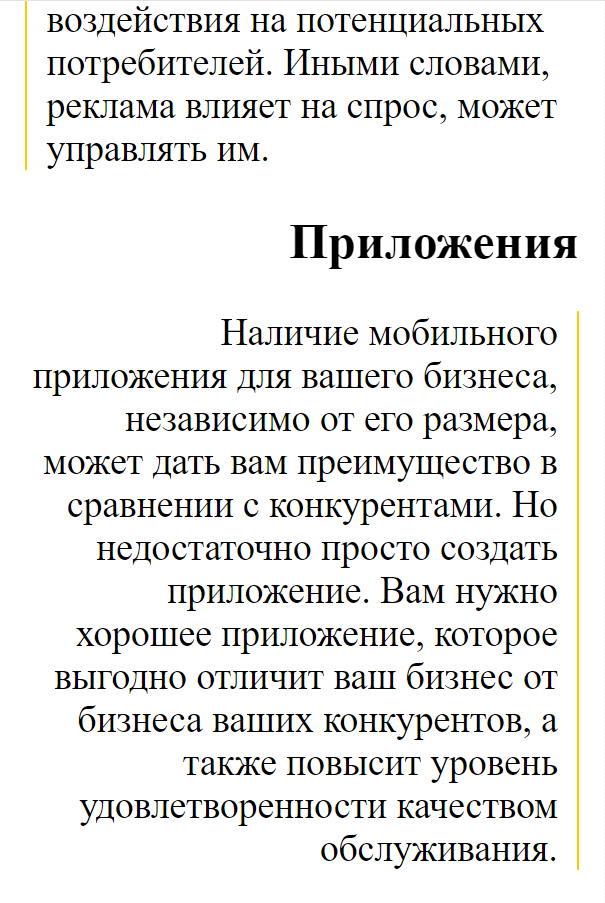 воздействия на потенциальных
потребителей. Иными словами,
реклама влияет на спрос, может
управлять им.
Приложения
Наличие мобильного
приложения для вашего бизнеса,
независимо от его размера,
может дать вам преимущество в
сравнении с конкурентами. Но
недостаточно просто создать
приложение. Вам нужно
хорошее приложение, которое
выгодно отличит ваш бизнес от
бизнеса ваших конкурентов, а
также повысит уровень
удовлетворенности качеством
обслуживания.